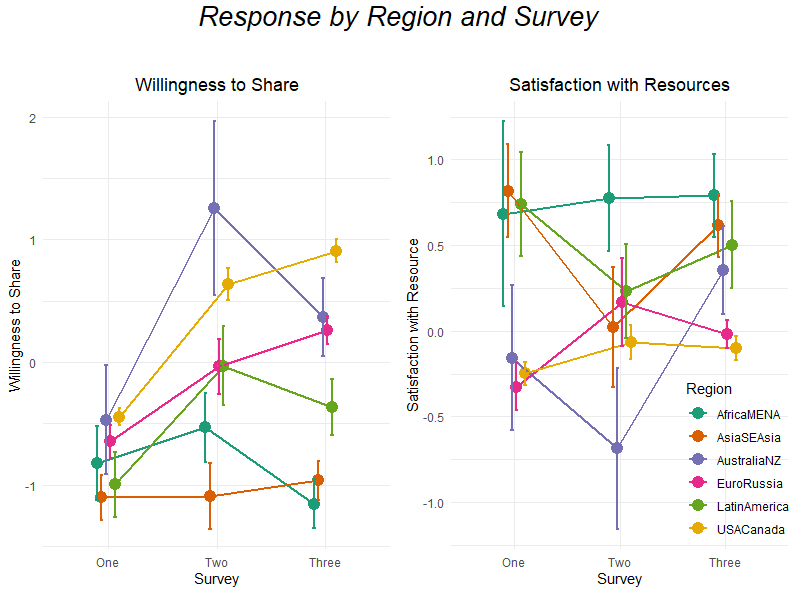 Response by Region and Survey
Willingness to Share
Satisfaction with Resources
Willingness to Share
2
1
0
-1
One
Two
Three
Survey
Satisfaction with Resource
1.0
0.5
0.0
-0.5
-1.0
One
Two
Three
Survey
Region
AfricaMENA
AsiaSEAsia
AustraliaNZ
EuroRussia
LatinAmerica
USACanada